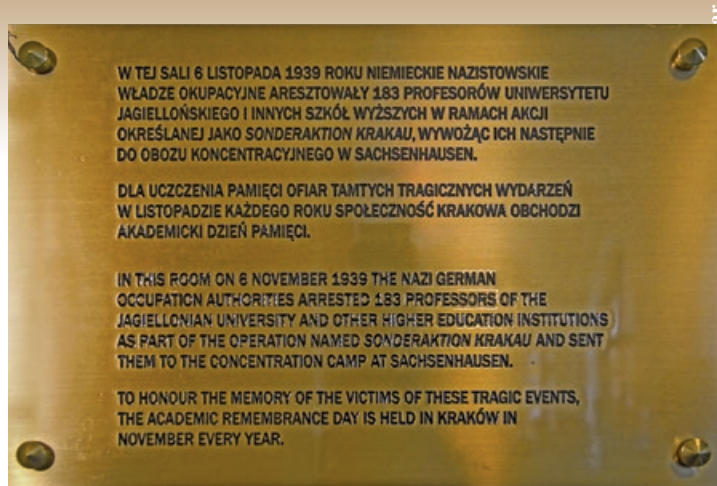 W TEJ SALI 6 LISTOPADA 1939 ROKU NIEMIECKIE NAZISTOWSKIE
WŁADZE OKUPACYJNE ARESZTOWAŁY 183 PROFESORÓW UNIWERSYTETU
JAGIELLOŃSKIEGO I INNYCH SZKÓŁ WYŻSZYCH W RAMACH AKCJI
OKREŚLANEJ JAKO SONDERAKTION KRAKAU, WYWOŻĄC ICH NASTĘPNIE
DO OBOZU KONCENTRACYJNEGO W SACHSENHAUSEN.
DLA UCZCZENIA PAMIĘCI OFIAR TAMTYCH TRAGICZNYCH WYDARZEŃ
W LISTOPADZIE KAŻDEGO ROKU SPOŁECZNOŚĆ KRAKOWA OBCHODZI
AKADEMICKI DZIEŃ PAMIĘCI.
IN THIS ROOM ON 6 NOVEMBER 1939 THE NAZI GERMAN
OCCUPATION AUTHORITIES ARRESTED 183 PROFESSORS OF THE
JAGIELLONIAN UNIVERSITY AND OTHER HIGHER EDUCATION INSTITUTIONS
AS PART OF THE OPERATION NAMED SONDERAKTION KRAKAU AND SENT
THEM TO THE CONCENTRATION CAMP AT SACHSENHAUSEN.
TO HONOUR THE MEMORY OF THE VICTIMS OF THESE TRAGIC EVENTS,
THE ACADEMIC REMEMBRANCE DAY IS HELD IN KRAKÓW IN
NOVEMBER EVERY YEAR.